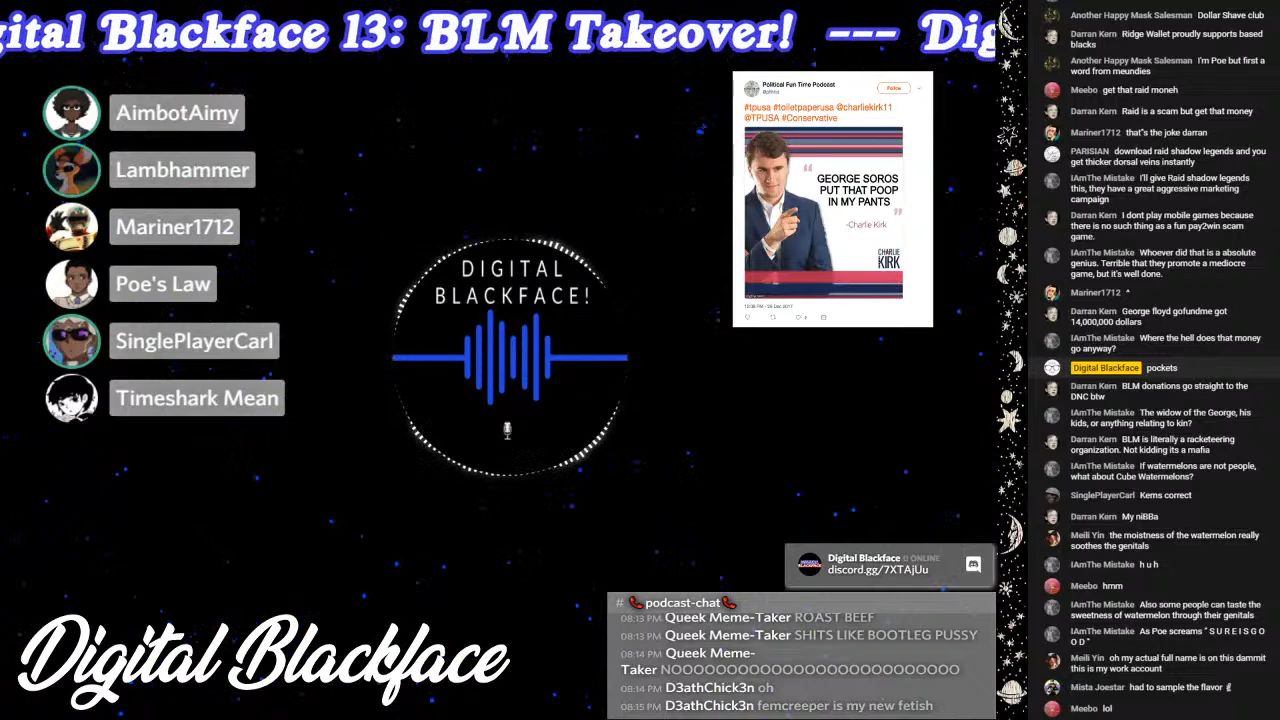 gital Blackface 13: BLM Takeover! --- Dig
AimbotAimy
Lambhammer
Mariner1712
Poe's Law
SinglePlayerCarl
Timeshark Mean
DIGITAL
BLACKFACE!
Political Fun Time Podcast
Follow
#tpusa #toiletpaperusa @charliekirk11
@TPUSA #Conservative
“ GEORGE SOROS
PUT THAT POOP
IN MY PANTS ”
-Charlie Kirk
CHARLIE
KIRK
Digital Blackface 0 ONLINE
discord.gg/7XTAjUu
# 📞podcast-chat📞
08:13 PM Queek Meme-Taker ROAST BEEF
08:13 PM Queek Meme-Taker SHITS LIKE BOOTLEG PUSSY
08:14 PM Queek Meme-
Taker NOOOOOOOOOOOOOOOOOOOOOOOOOO
08:14 PM D3athChick3n oh
08:15 PM D3athChick3n femcreeper is my new fetish
Digital Blackface
Another Happy Mask Salesman Dollar Shave club
Darran Kern Ridge Wallet proudly supports based
blacks
Another Happy Mask Salesman I'm Poe but first a
word from meundies
Meebo get that raid moneh
Darran Kern Raid is a scam but get that money
Mariner1712 that"s the joke darran
PARISIAN download raid shadow legends and you
get thicker dorsal veins instantly
IAmThe Mistake I'll give Raid shadow legends
this, they have a great aggressive marketing
campaign
Darran Kern I dont play mobile games because
there is no such thing as a fun pay2win scam
game.
IAmThe Mistake Whoever did that is a absolute
genius. Terrible that they promote a mediocre
game, but it's well done.
Mariner1712 ^
Darran Kern George floyd gofundme got
14,000,000 dollars
IAmThe Mistake Where the hell does that money
go anyway?
Digital Blackface pockets
Darran Kern BLM donations go straight to the
DNC btw
IAmThe Mistake The widow of the George, his
kids, or anything relating to kin?
Darran Kern BLM is literally a racketeering
organization. Not kidding its a mafia
IAmThe Mistake If watermelons are not people,
what about Cube Watermelons?
SinglePlayerCarl Kerns correct
Darran Kern My niBBa
Meili Yin the moistness of the watermelon really
soothes the genitals
IAmThe Mistake h u h
Meebo hmm
IAmThe Mistake Also some people can taste the
sweetness of watermelon through their genitals
IAmThe Mistake As Poe screams " S U R E I S G O
O D "
Meili Yin oh my actual full name is on this dammit
this is my work account
Mista Joestar had to sample the flavor
Meebo lol